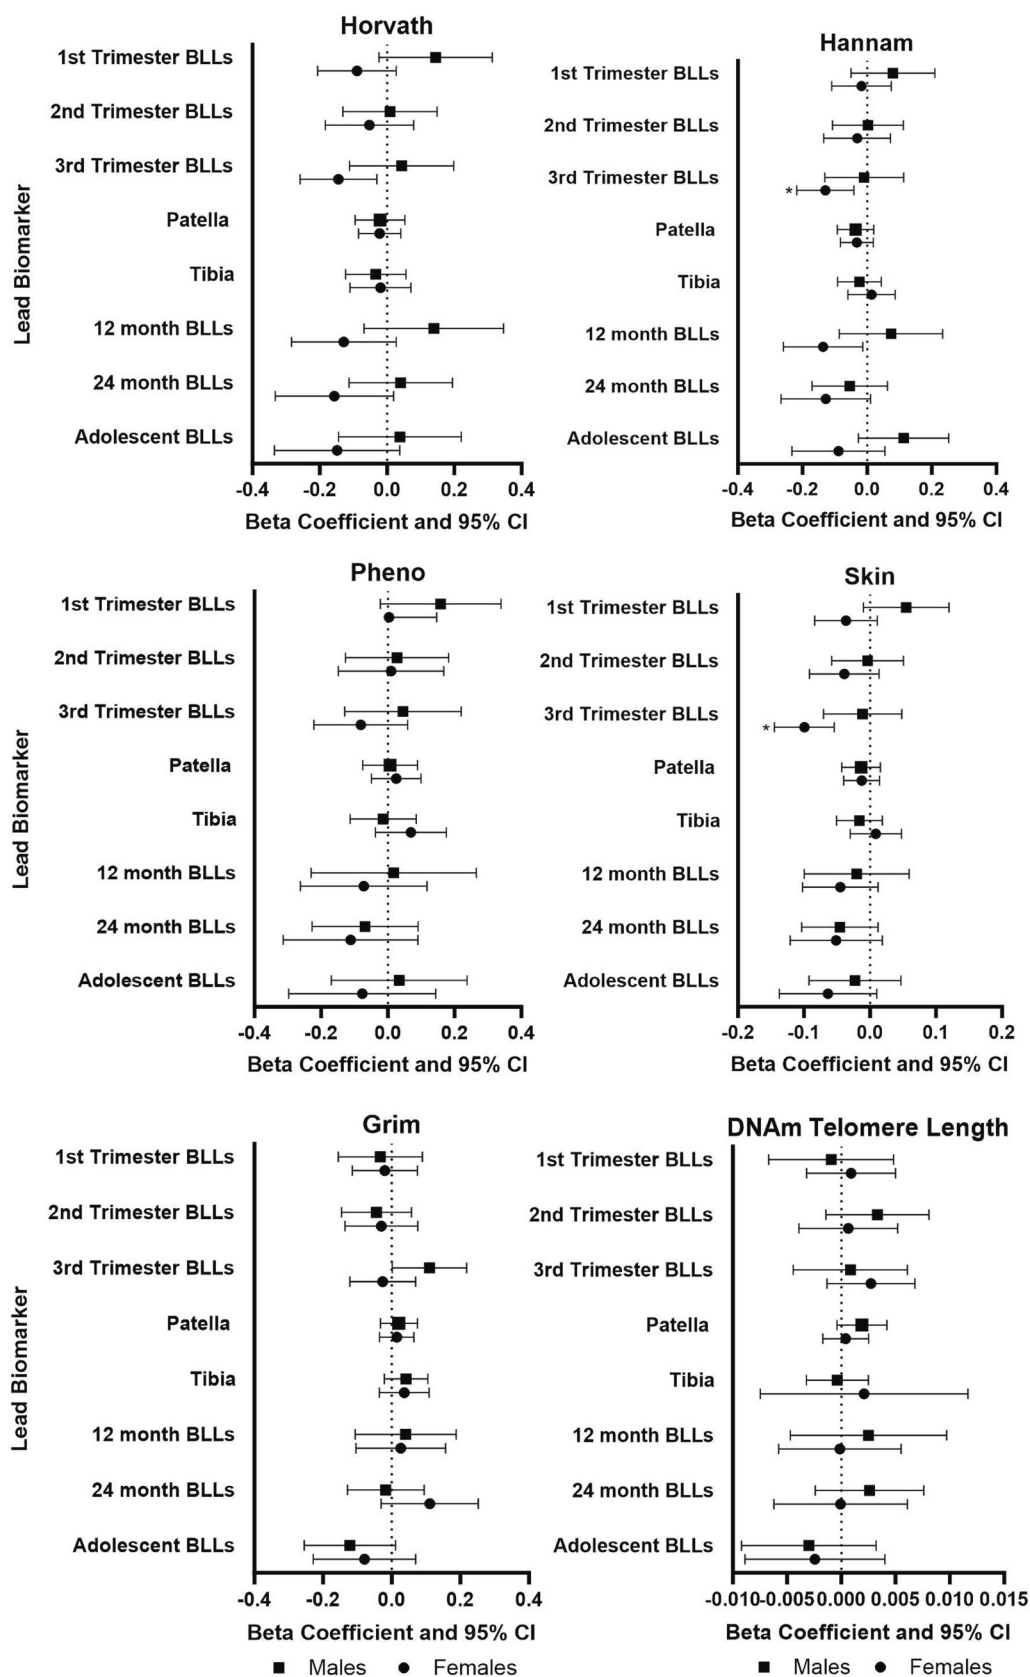 Horvath
Lead Biomarker
1st Trimester BLLs
2nd Trimester BLLs
3rd Trimester BLLs
Patella
Tibia
12 month BLLs
24 month BLLs
Adolescent BLLs
-0.4 -0.2 0.0 0.2 0.4
Beta Coefficient and 95% CI
Hannam
1st Trimester BLLs
2nd Trimester BLLs
3rd Trimester BLLs
*
Patella
Tibia
12 month BLLs
24 month BLLs
Adolescent BLLs
-0.4 -0.2 0.0 0.2 0.4
Beta Coefficient and 95% CI
Pheno
Lead Biomarker
1st Trimester BLLs
2nd Trimester BLLs
3rd Trimester BLLs
Patella
Tibia
12 month BLLs
24 month BLLs
Adolescent BLLs
-0.4 -0.2 0.0 0.2 0.4
Beta Coefficient and 95% CI
Skin
1st Trimester BLLs
2nd Trimester BLLs
3rd Trimester BLLs
*
Patella
Tibia
12 month BLLs
24 month BLLs
Adolescent BLLs
-0.2 -0.1 0.0 0.1 0.2
Beta Coefficient and 95% CI
Grim
Lead Biomarker
1st Trimester BLLs
2nd Trimester BLLs
3rd Trimester BLLs
Patella
Tibia
12 month BLLs
24 month BLLs
Adolescent BLLs
-0.4 -0.2 0.0 0.2 0.4
Beta Coefficient and 95% CI
Males Females
DNAm Telomere Length
1st Trimester BLLs
2nd Trimester BLLs
3rd Trimester BLLs
Patella
Tibia
12 month BLLs
24 month BLLs
Adolescent BLLs
-0.010 -0.005 0.000 0.005 0.010 0.015
Beta Coefficient and 95% CI
Males Females